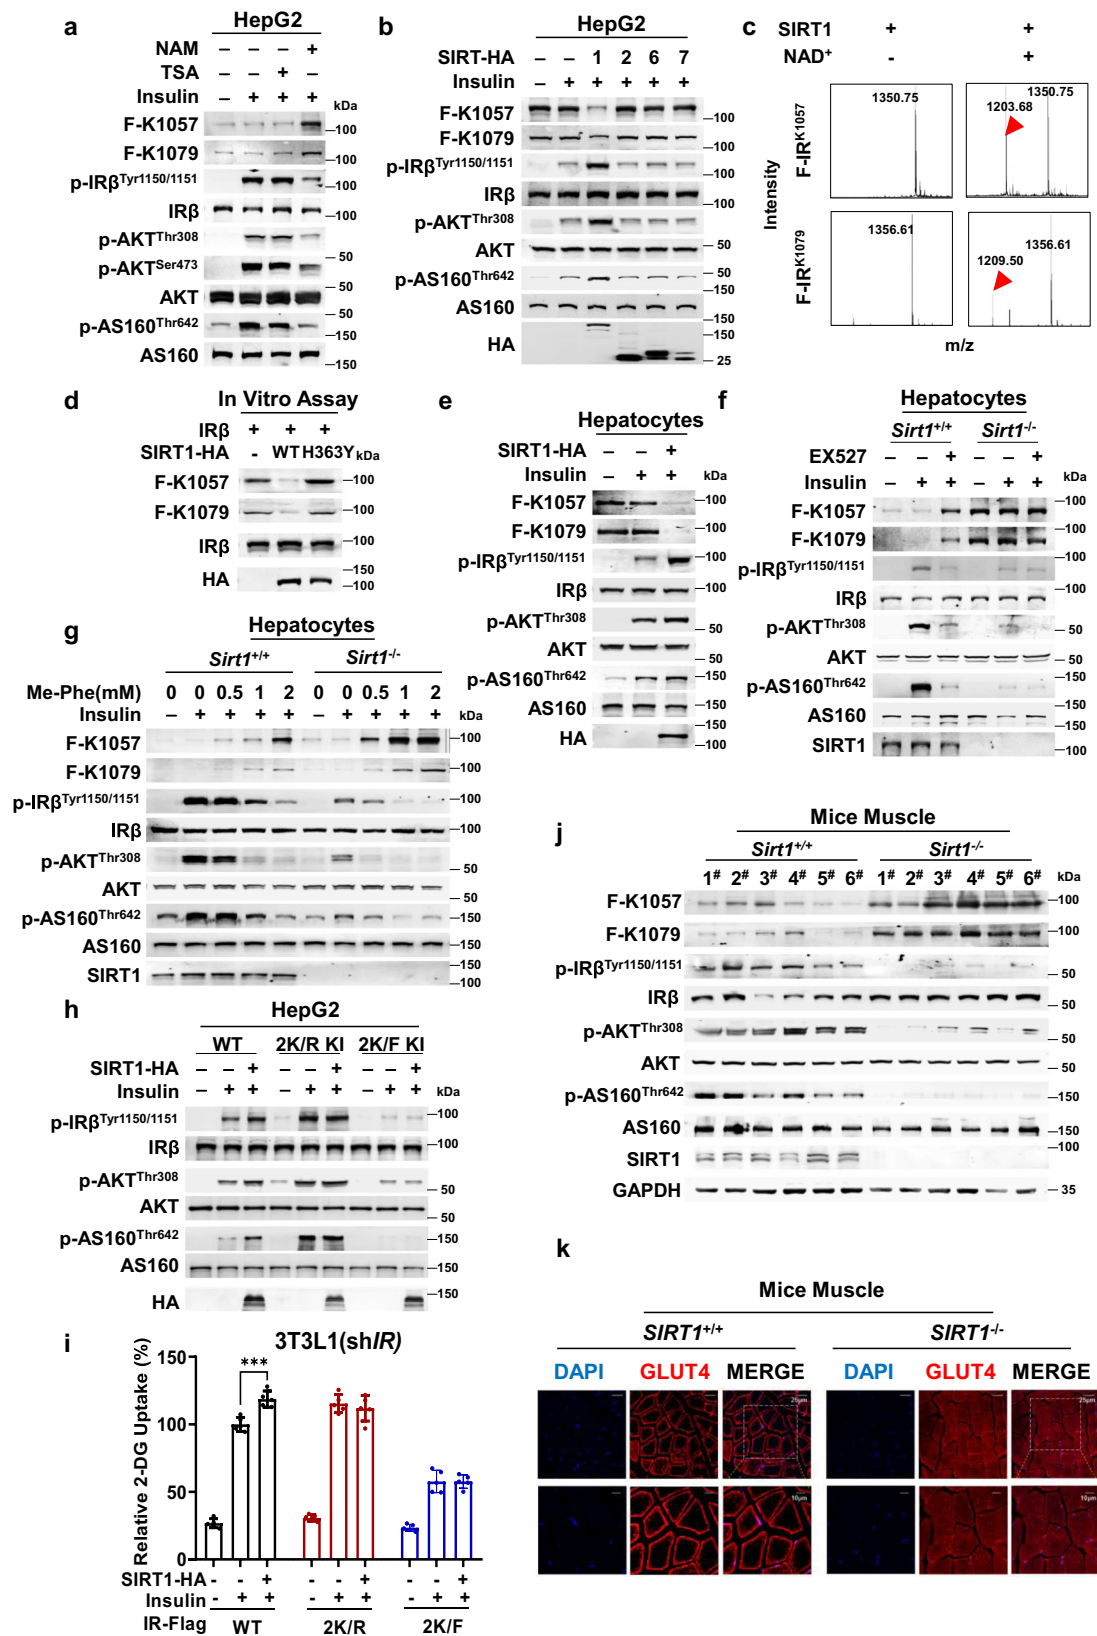 a
HepG2
NAM – – – +
TSA – – + –
Insulin – + + +
kDa
F-K1057
–100
F-K1079
–100
p-IRβTyr1150/1151
–100
IRβ
–100
p-AKTThr308
–50
p-AKTSer473
–50
AKT
–50
p-AS160Thr642
–150
AS160
–150
b
HepG2
SIRT-HA – – 1 2 6 7
Insulin – + + + + +
kDa
F-K1057
–100
F-K1079
–100
p-IRβTyr1150/1151
–100
IRβ
–100
p-AKTThr308
AKT
–50
p-AS160Thr642
–50
–150
AS160
–150
HA
–25
c
SIRT1 + +
NAD+ - +
Intensity
F-IRK1057
1350.75
1350.75
1203.68
F-IRK1079
1356.61
1356.61
1209.50
m/z
d
In Vitro Assay
IRβ + + +
SIRT1-HA - WT H363Y kDa
F-K1057 –100
F-K1079 –100
IRβ –100
–150
HA –100
e
Hepatocytes
SIRT1-HA – – +
Insulin – + + kDa
F-K1057 –100
F-K1079 –100
p-IRβTyr1150/1151 –100
IRβ –100
p-AKTThr308 –50
AKT –50
p-AS160Thr642 –150
AS160 –150
–150
HA –100
f
Hepatocytes
Sirt1+/+ Sirt1-/-
EX527 – – + – – +
Insulin – + + – + + kDa
–100
F-K1057
–100
F-K1079
–100
p-IRβTyr1150/1151
–100
IRβ
p-AKTThr308
–50
AKT
–50
p-AS160Thr642
–150
AS160
–150
SIRT1
–100
g
Hepatocytes
Sirt1+/+ Sirt1-/-
Me-Phe(mM) 0 0 0.5 1 2 0 0 0.5 1 2
Insulin – + + + + – + + + + kDa
F-K1057 –100
F-K1079 –100
p-IRβTyr1150/1151 –100
IRβ –100
p-AKTThr308
–50
AKT –50
p-AS160Thr642 –150
AS160 –150
–150
SIRT1 –100
h
HepG2
WT 2K/R KI 2K/F KI
SIRT1-HA – – + – – + – – +
Insulin – + + – + + – + + kDa
p-IRβTyr1150/1151 –100
IRβ –100
p-AKTThr308
–50
AKT
–50
p-AS160Thr642 –150
AS160 –150
–150
HA
i
3T3L1(shIR)
Relative 2-DG Uptake (%)
150
100
50
0
***
SIRT1-HA - - + - - + - - +
Insulin - + + - + + - + +
IR-Flag WT 2K/R 2K/F
j
Mice Muscle
Sirt1+/+ Sirt1-/-
1# 2# 3# 4# 5# 6# 1# 2# 3# 4# 5# 6# kDa
F-K1057 –100
F-K1079 –100
p-IRβTyr1150/1151
–50
IRβ –50
p-AKTThr308
–50
AKT –50
p-AS160Thr642 –150
AS160 –150
–100
SIRT1
GAPDH –35
k
Mice Muscle
SIRT1+/+ SIRT1-/-
DAPI GLUT4 MERGE DAPI GLUT4 MERGE
25μm 25μm
10μm 10μm